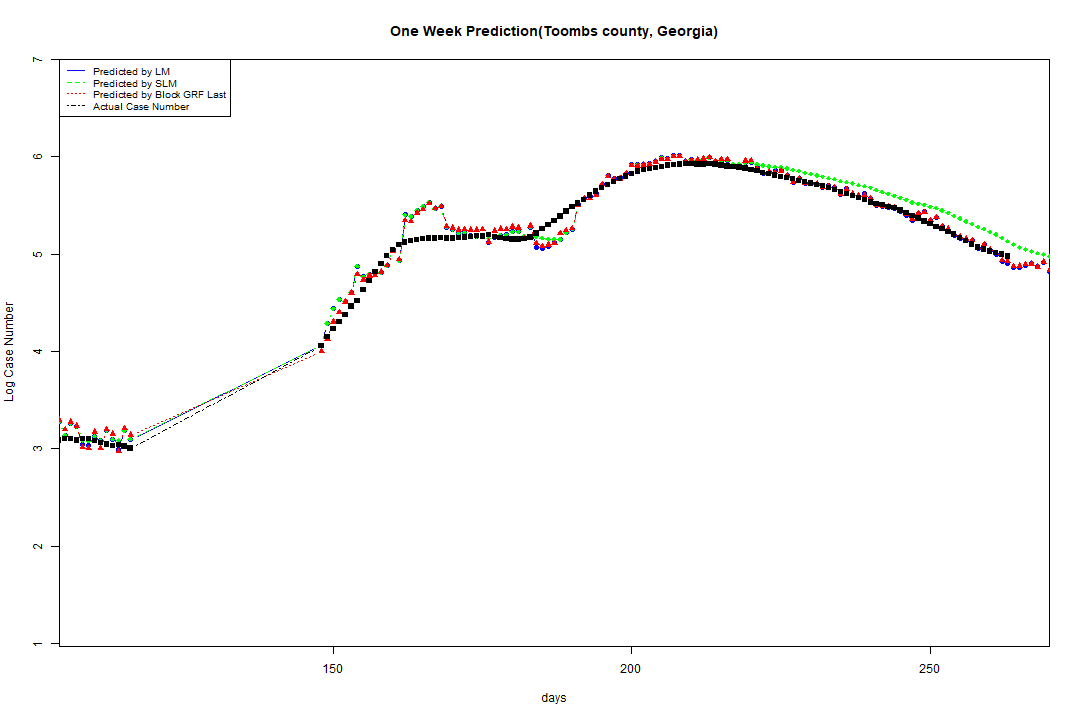 One Week Prediction(Toombs county, Georgia)
Predicted by LM
Predicted by SLM
Predicted by Block GRF Last
Actual Case Number
7
6
5
4
3
2
1
Log Case Number
150
200
250
days